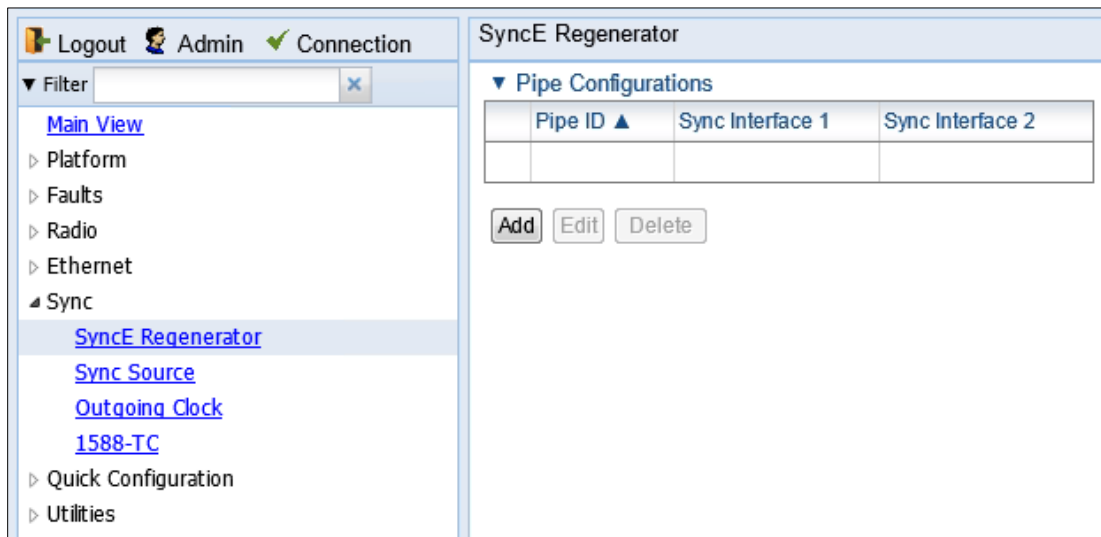 Logout Admin Connection
Filter
Main View
Platform
Faults
Radio
Ethernet
Sync
SyncE Regenerator
Sync Source
Outgoing Clock
1588-TC
Quick Configuration
Utilities
SyncE Regenerator
Pipe Configurations
Pipe ID ▲ Sync Interface 1 Sync Interface 2
Add Edit Delete